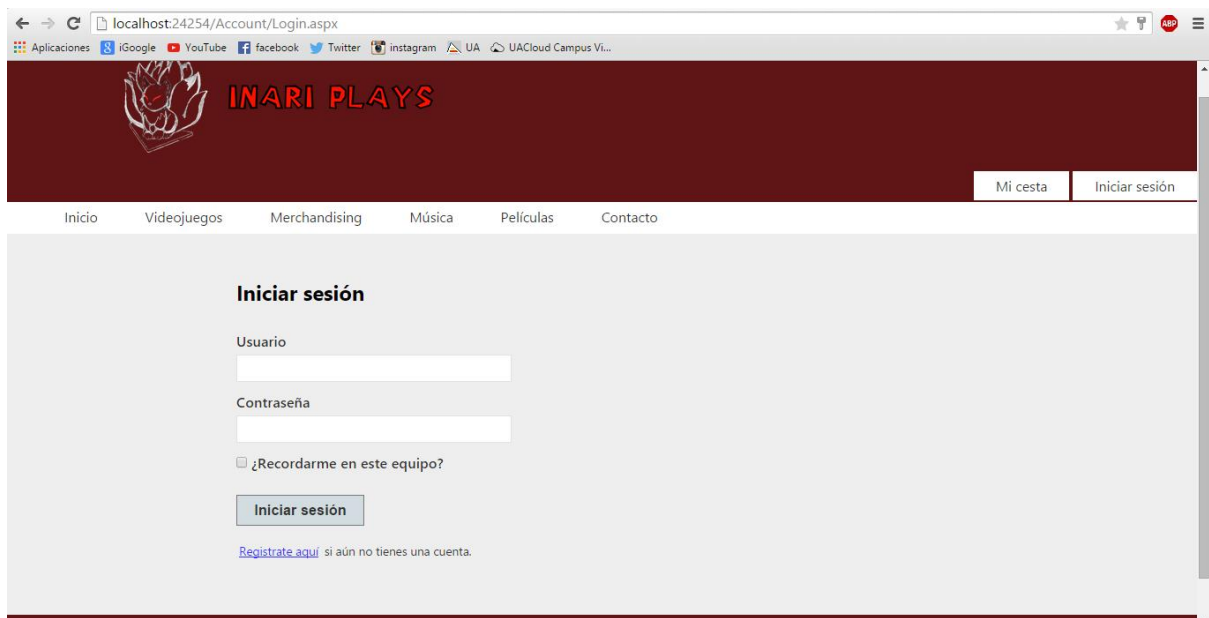 localhost:24254/Account/Login.aspx
ABP
Aplicaciones 8 iGoogle YouTube f facebook Twitter instagram UA UACloud Campus Vi...
INARI PLAYS
Mi cesta Iniciar sesión
Inicio Videojuegos Merchandising Música Películas Contacto
Iniciar sesión
Usuario
Contraseña
¿Recordarme en este equipo?
Iniciar sesión
Registrate aquí si aún no tienes una cuenta.